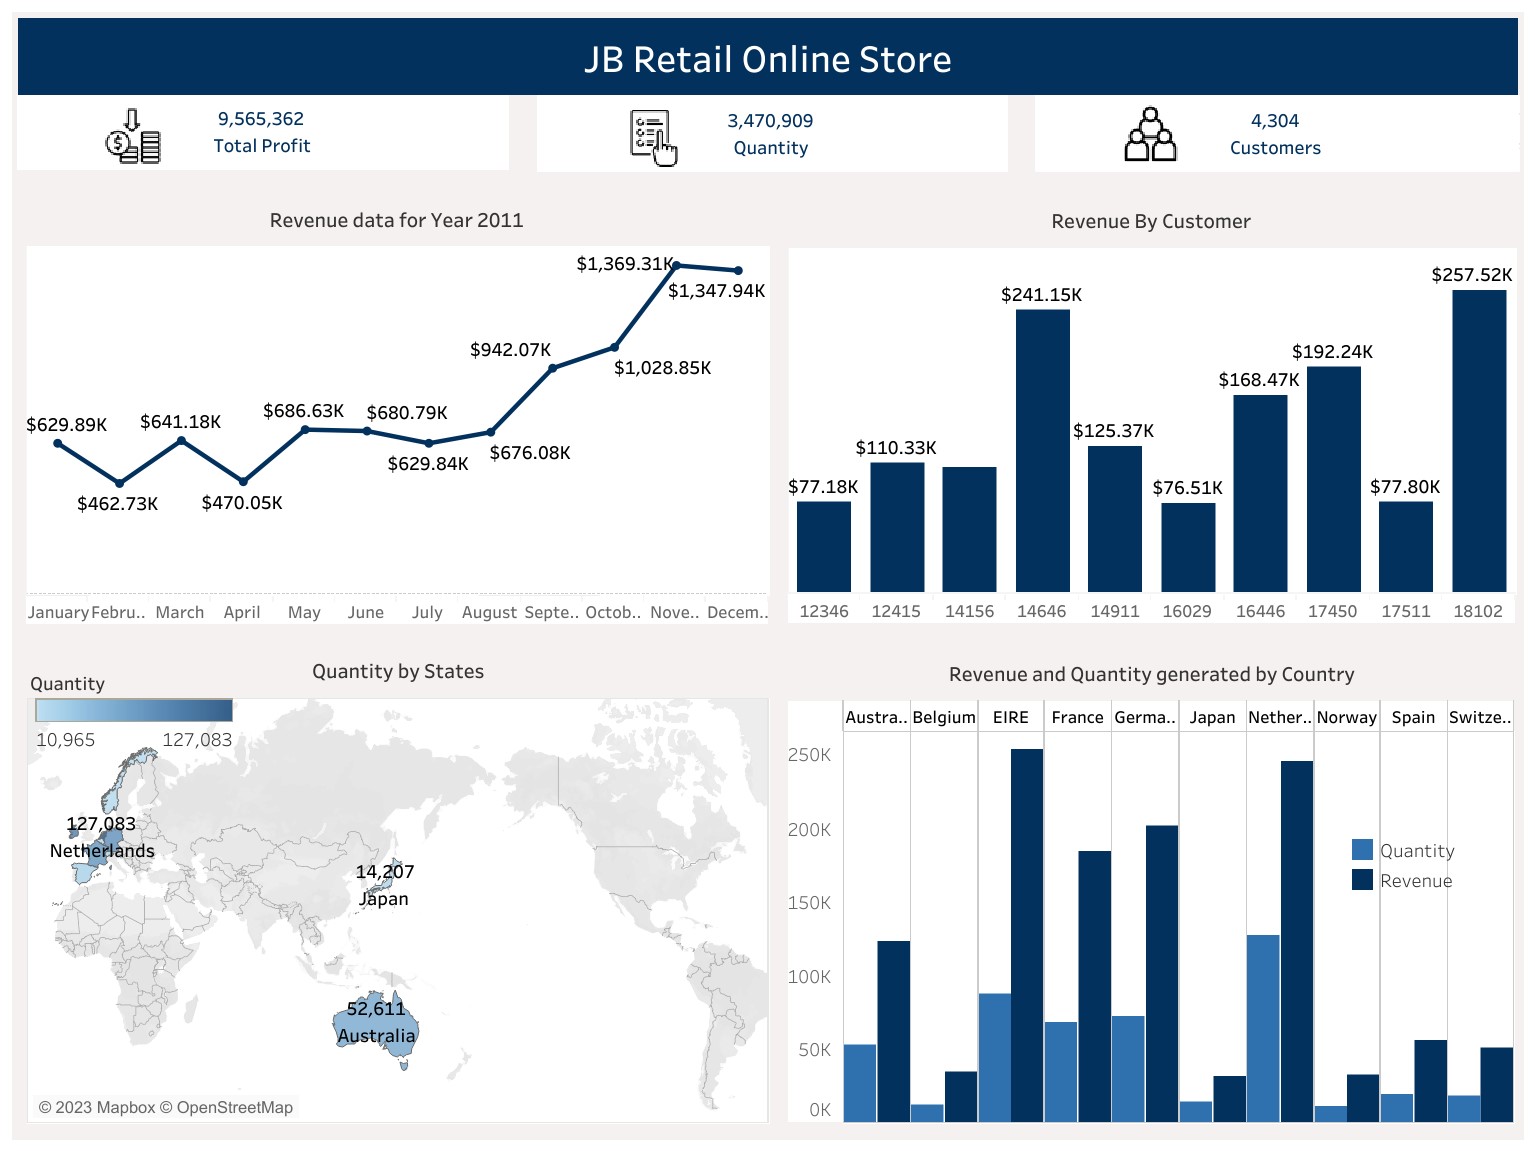 JB Retail Online Store
9,565,362
Total Profit
3,470,909
Quantity
4,304
Customers
Revenue data for Year 2011
$629.89K
$462.73K
$641.18K
$470.05K
$686.63K
$680.79K
$629.84K
$676.08K
$942.07K
$1,028.85K
$1,369.31K
$1,347.94K
January Febru.. March April May June July August Septe.. Octob.. Nove.. Decem..
Revenue By Customer
$77.18K
$110.33K
$241.15K
$125.37K
$76.51K
$168.47K
$192.24K
$77.80K
$257.52K
12346 12415 14156 14646 14911 16029 16446 17450 17511 18102
Quantity by States
Quantity
10,965 127,083
127,083
Netherlands
14,207
Japan
52,611
Australia
© 2023 Mapbox © OpenStreetMap
Revenue and Quantity generated by Country
Austra.. Belgium EIRE France Germa.. Japan Nether.. Norway Spain Switze..
250K
200K
150K
100K
50K
0K
Quantity
Revenue